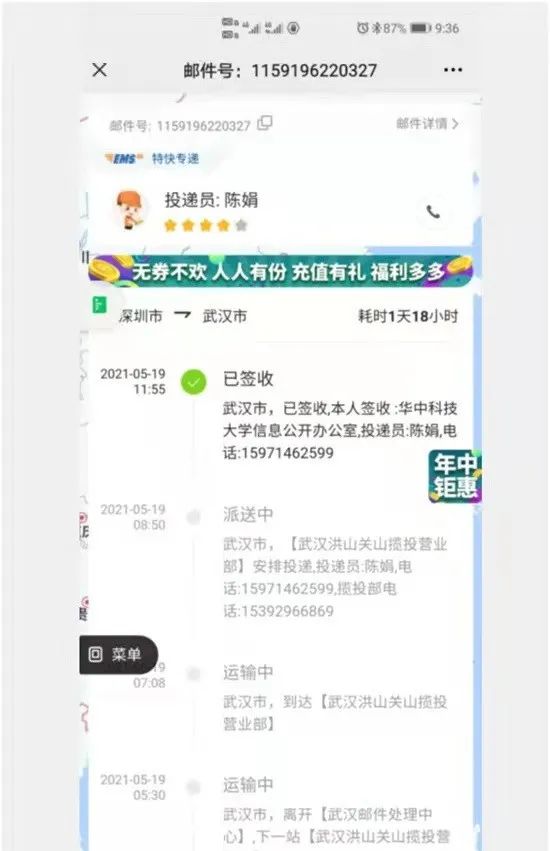 87% 9:36
邮件号：1159196220327
邮件号: 1159196220327 邮件详情
EMS 特快专递
投递员: 陈娟
无券不欢 人人有份 充值有礼 福利多多
深圳市 武汉市 耗时1天18小时
2021-05-19 已签收
11:55
武汉市，已签收,本人签收 :华中科技
大学信息公开办公室,投递员:陈娟,电
话:15971462599
年中
钜惠
2021-05-19 派送中
08:50
武汉市，【武汉洪山关山揽投营业
部】安排投递,投递员:陈娟,电
话:15971462599,揽投部电
话:15392966869
菜单
19 运输中
07:08
武汉市，到达【武汉洪山关山揽投
营业部】
2021-05-19 运输中
05:30
武汉市，离开【武汉邮件处理中
心】,下一站【武汉洪山关山揽投营